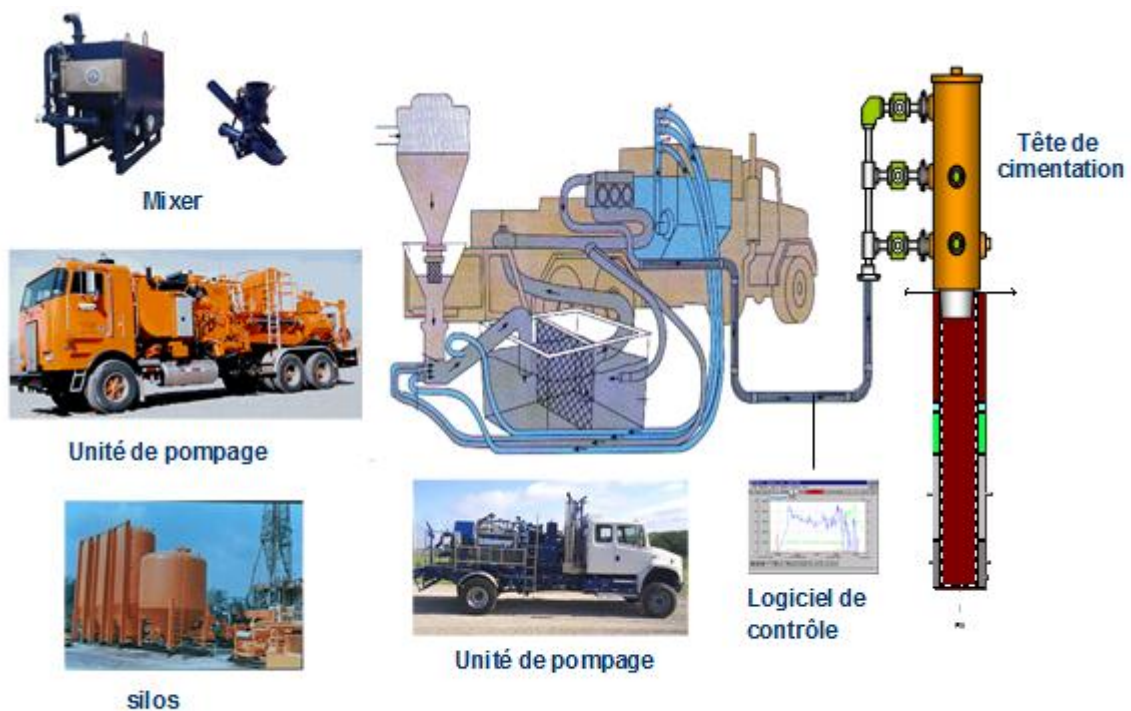 Mixer
Tête de
cimentation
Unité de pompage
Logiciel de
contrôle
Unité de pompage
silos